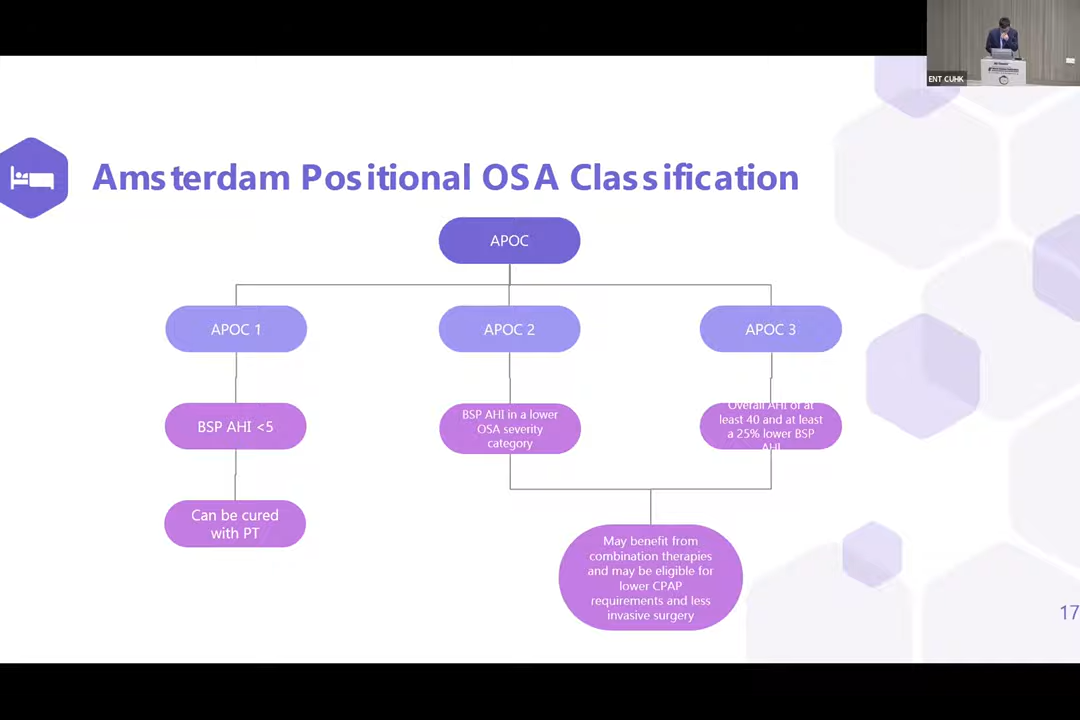 ENT CUHK
Amsterdam Positional OSA Classification
APOC
APOC 1
APOC 2
APOC 3
BSP AHI <5
BSP AHI in a lower
OSA severity
category
Overall AHI of at
least 40 and at least
a 25% lower BSP
AHI
Can be cured
with PT
May benefit from
combination therapies
and may be eligible for
lower CPAP
requirements and less
invasive surgery
17